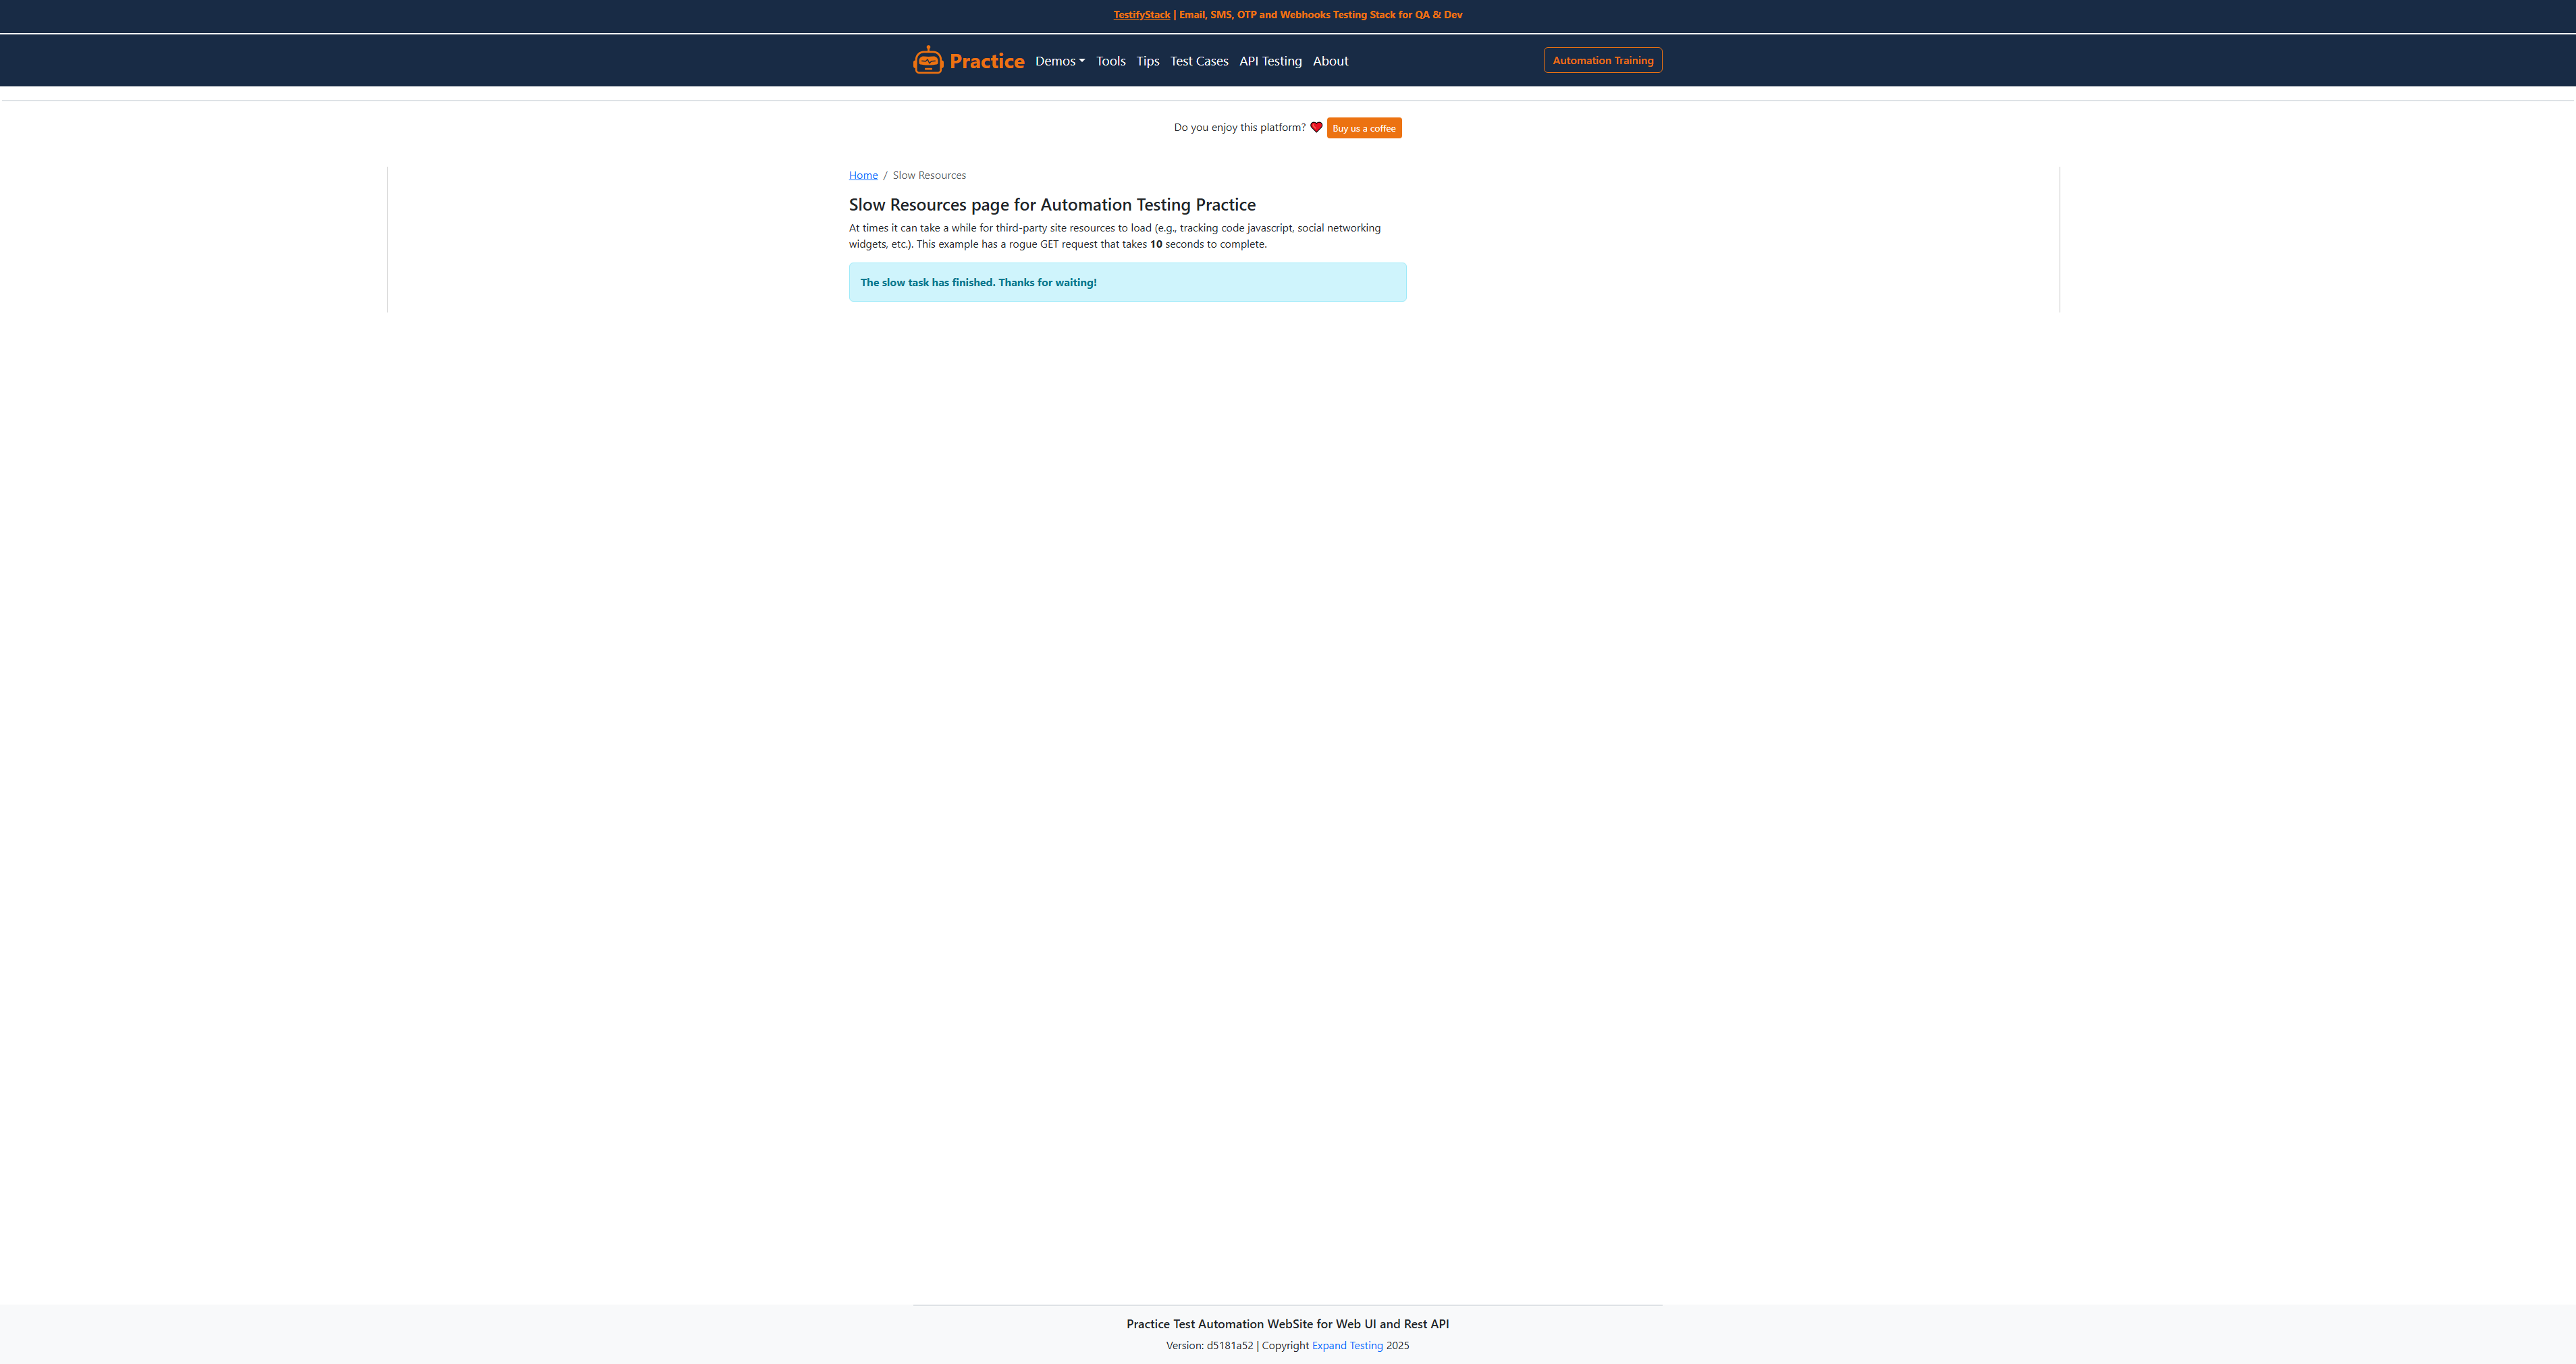 TestifyStack | Email, SMS, OTP and Webhooks Testing Stack for QA & Dev
Practice Demos Tools Tips Test Cases API Testing About Automation Training
Do you enjoy this platform? Buy us a coffee
Home / Slow Resources
Slow Resources page for Automation Testing Practice
At times it can take a while for third-party site resources to load (e.g., tracking code javascript, social networking
widgets, etc.). This example has a rogue GET request that takes 10 seconds to complete.
The slow task has finished. Thanks for waiting!
Practice Test Automation WebSite for Web UI and Rest API
Version: d5181a52 | Copyright Expand Testing 2025